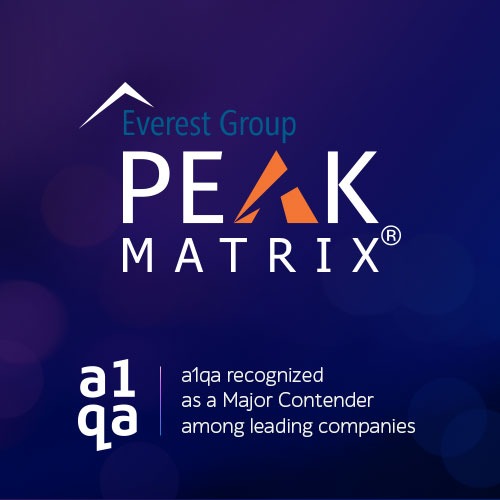 Everest Group
PEAK
MATRIX®
a1
qa
a1qa recognized
as a Major Contender
among leading companies